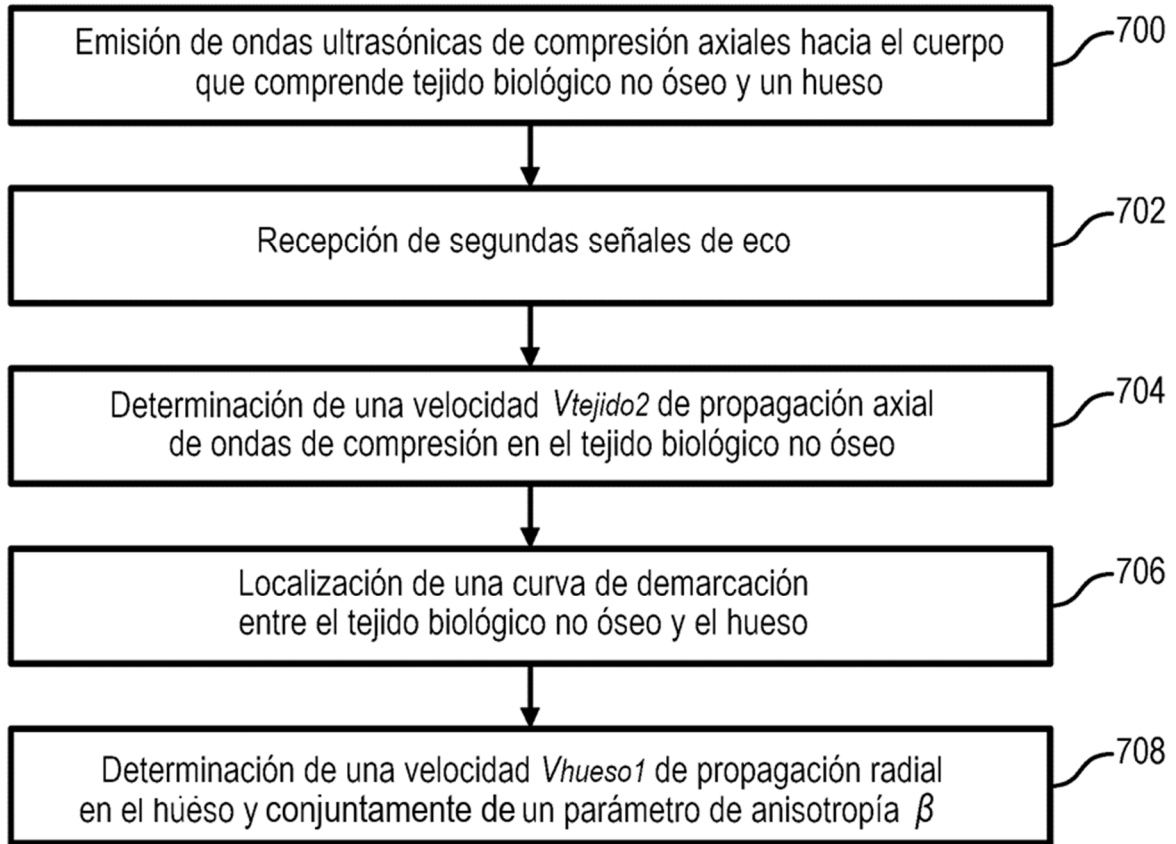 Emisión de ondas ultrasónicas de compresión axiales hacia el cuerpo
que comprende tejido biológico no óseo y un hueso
700
Recepción de segundas señales de eco
702
Determinación de una velocidad Vtejido2 de propagación axial
de ondas de compresión en el tejido biológico no óseo
704
Localización de una curva de demarcación
entre el tejido biológico no óseo y el hueso
706
Determinación de una velocidad Vhueso1 de propagación radial
en el hueso y conjuntamente de un parámetro de anisotropía β
708